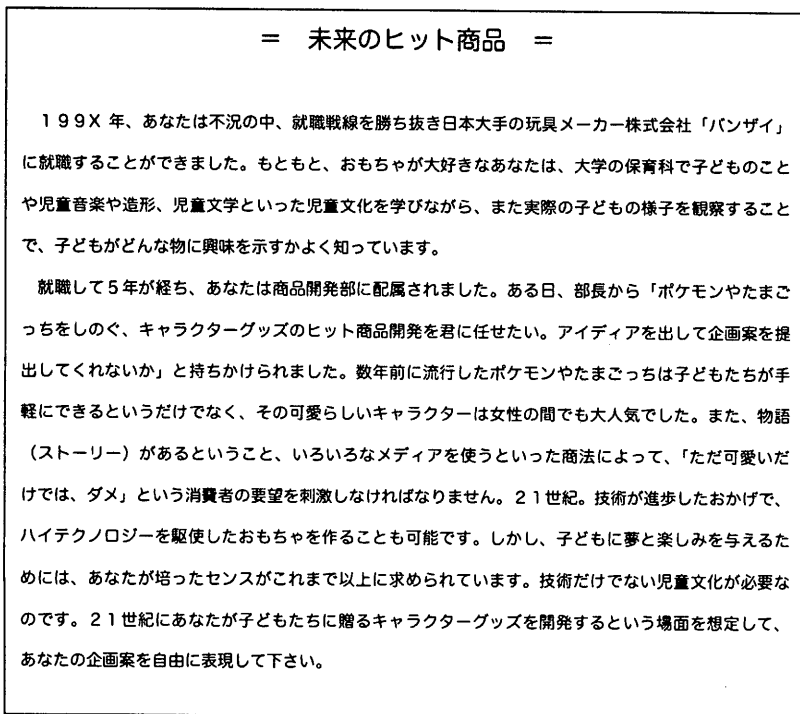 ＝　未来のヒット商品　＝
１９９X 年、あなたは不況の中、就職戦線を勝ち抜き日本大手の玩具メーカー株式会社「バンザイ」
に就職することができました。もともと、おもちゃが大好きなあなたは、大学の保育科で子どものこと
や児童音楽や造形、児童文学といった児童文化を学びながら、また実際の子どもの様子を観察すること
で、子どもがどんな物に興味を示すかよく知っています。
就職して５年が経ち、あなたは商品開発部に配属されました。ある日、部長から「ポケモンやたまご
っちをしのぐ、キャラクターグッズのヒット商品開発を君に任せたい。アイディアを出して企画案を提
出してくれないか」と持ちかけられました。数年前に流行したポケモンやたまごっちは子どもたちが手
軽にできるというだけでなく、その可愛らしいキャラクターは女性の間でも大人気でした。また、物語
（ストーリー）があるということ、いろいろなメディアを使うといった商法によって、「ただ可愛いだ
けでは、ダメ」という消費者の要望を刺激しなければなりません。２１世紀。技術が進歩したおかげで、
ハイテクノロジーを駆使したおもちゃを作ることも可能です。しかし、子どもに夢と楽しみを与えるた
めには、あなたが培ったセンスがこれまで以上に求められています。技術だけでない児童文化が必要な
のです。２１世紀にあなたが子どもたちに贈るキャラクターグッズを開発するという場面を想定して、
あなたの企画案を自由に表現して下さい。